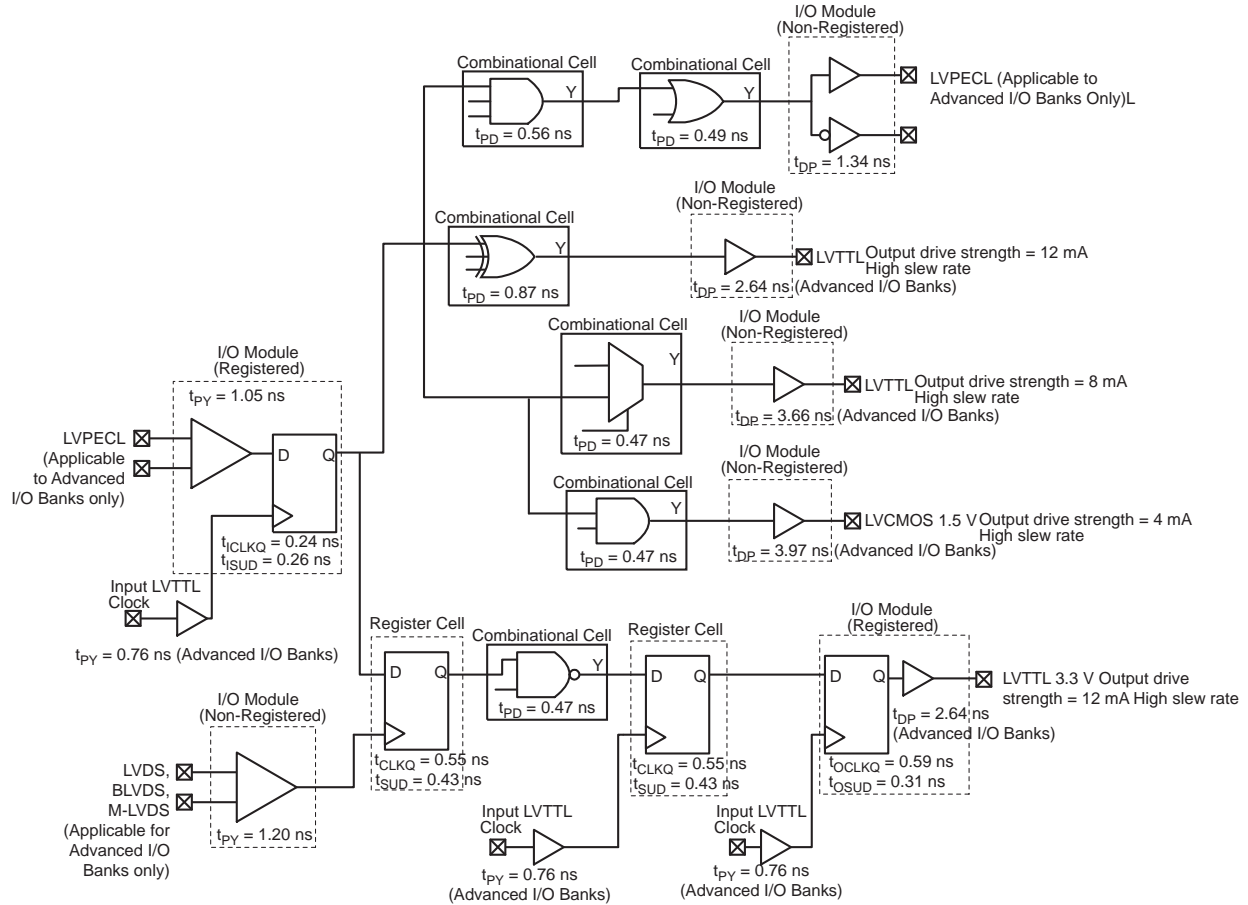 I/O Module
(Non-Registered)
Combinational Cell
Combinational Cell
Y
Y
LVPECL (Applicable to
Advanced I/O Banks Only)L
tPD = 0.56 ns
tPD = 0.49 ns
tDP = 1.34 ns
I/O Module
(Non-Registered)
Combinational Cell
Y
LVTTL Output drive strength = 12 mA
High slew rate
tPD = 0.87 ns
tDP = 2.64 ns (Advanced I/O Banks)
I/O Module
(Non-Registered)
Combinational Cell
Y
LVTTL Output drive strength = 8 mA
High slew rate
tPD = 0.47 ns
tDP = 3.66 ns (Advanced I/O Banks)
I/O Module
(Registered)
tPY = 1.05 ns
LVPECL
(Applicable
to Advanced
I/O Banks only)
D
Q
tICLKQ = 0.24 ns
tISUD = 0.26 ns
Input LVTTL
Clock
tPY = 0.76 ns (Advanced I/O Banks)
I/O Module
(Non-Registered)
Combinational Cell
Y
LVCMOS 1.5 V Output drive strength = 4 mA
High slew rate
tPD = 0.47 ns
tDP = 3.97 ns (Advanced I/O Banks)
Register Cell
D
Q
tCLKQ = 0.55 ns
tSUD = 0.43 ns
Combinational Cell
Y
tPD = 0.47 ns
Register Cell
D
Q
tCLKQ = 0.55 ns
tSUD = 0.43 ns
I/O Module
(Registered)
D
Q
tDP = 2.64 ns
(Advanced I/O Banks)
tOCLKQ = 0.59 ns
tOSUD = 0.31 ns
LVTTL 3.3 V Output drive
strength = 12 mA High slew rate
I/O Module
(Non-Registered)
LVDS,
BLVDS,
M-LVDS
(Applicable for
Advanced I/O
Banks only)
tPY = 1.20 ns
Input LVTTL
Clock
tPY = 0.76 ns
(Advanced I/O Banks)
Input LVTTL
Clock
tPY = 0.76 ns
(Advanced I/O Banks)